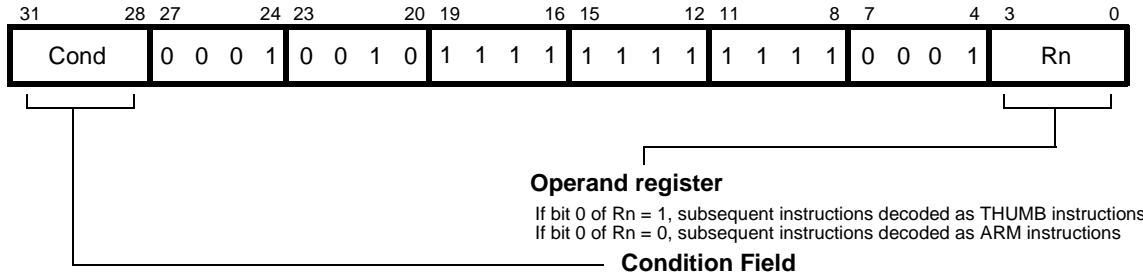 31 28 27 24 23 20 19 16 15 12 11 8 7 4 3 0
Cond 0 0 0 1 0 0 1 0 1 1 1 1 1 1 1 1 1 1 1 1 0 0 0 1 Rn
Operand register
If bit 0 of Rn = 1, subsequent instructions decoded as THUMB instructions
If bit 0 of Rn = 0, subsequent instructions decoded as ARM instructions
Condition Field